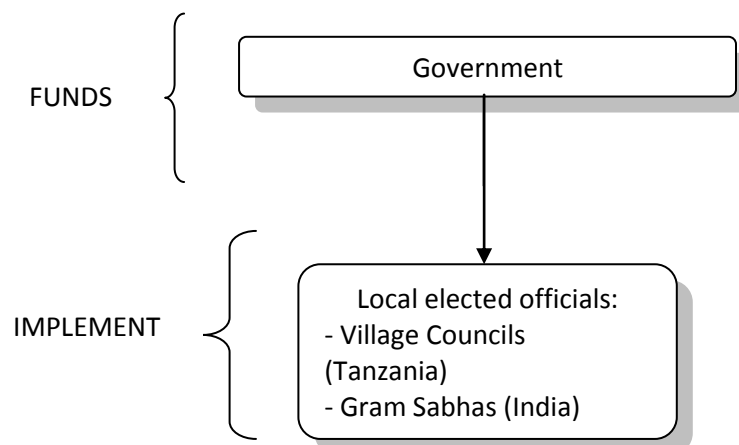 Government
FUNDS
Local elected officials:
IMPLEMENT
- Village Councils
(Tanzania)
- Gram Sabhas (India)